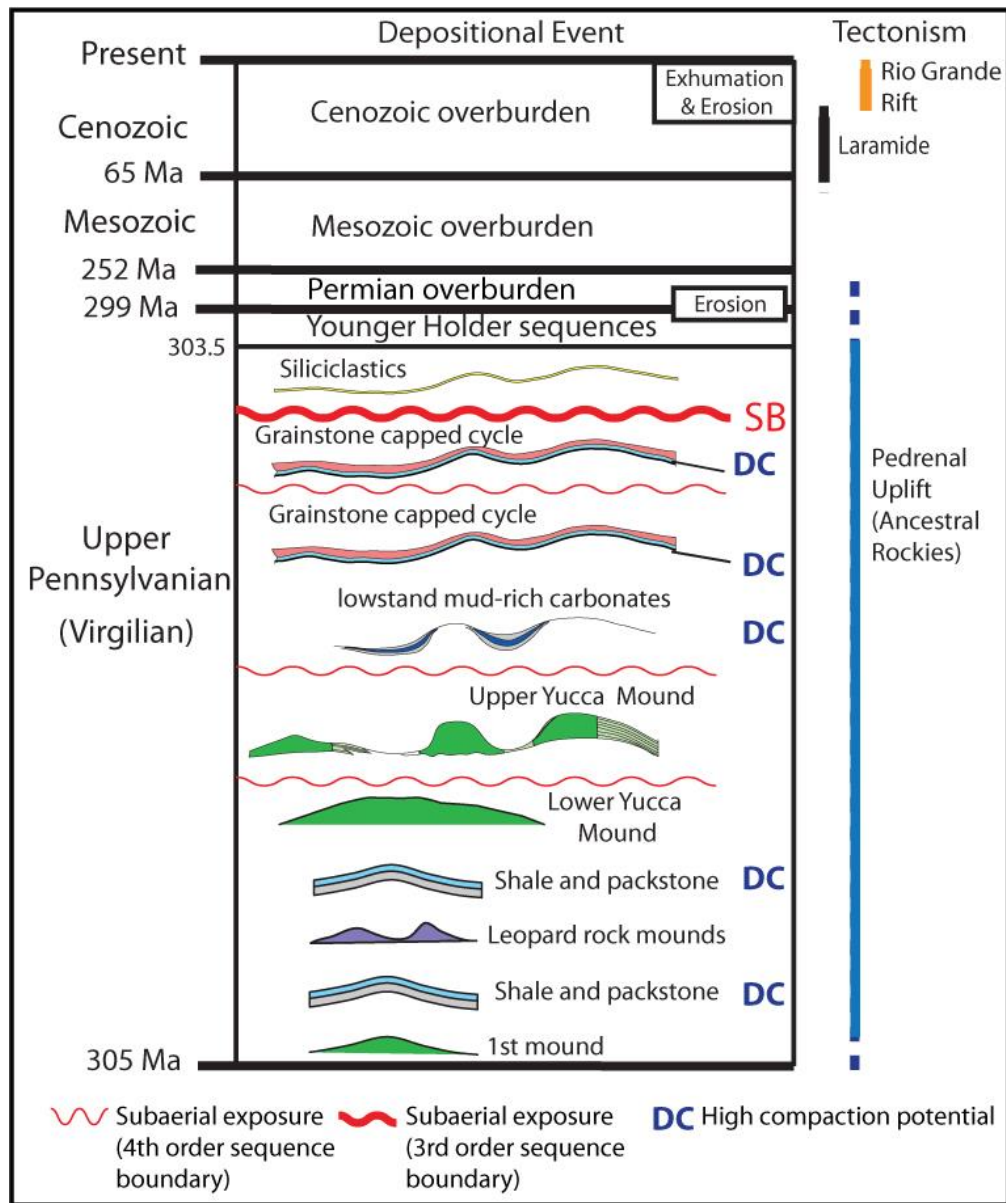 Depositional Event
Tectonism
Present
Exhumation
& Erosion
Rio Grande
Rift
Cenozoic overburden
Cenozoic
Laramide
65 Ma
Mesozoic
Mesozoic overburden
252 Ma
Permian overburden
299 Ma
Erosion
Younger Holder sequences
303.5
Siliciclastics
SB
Grainstone capped cycle
DC
Pedrenal
Uplift
(Ancestral
Rockies)
Grainstone capped cycle
DC
Upper
Pennsylvanian
(Virgilian)
lowstand mud-rich carbonates
DC
Upper Yucca Mound
Lower Yucca
Mound
Shale and packstone
DC
Leopard rock mounds
Shale and packstone
DC
1st mound
305 Ma
Subaerial exposure
(4th order sequence
boundary)
Subaerial exposure
(3rd order sequence
boundary)
DC High compaction potential